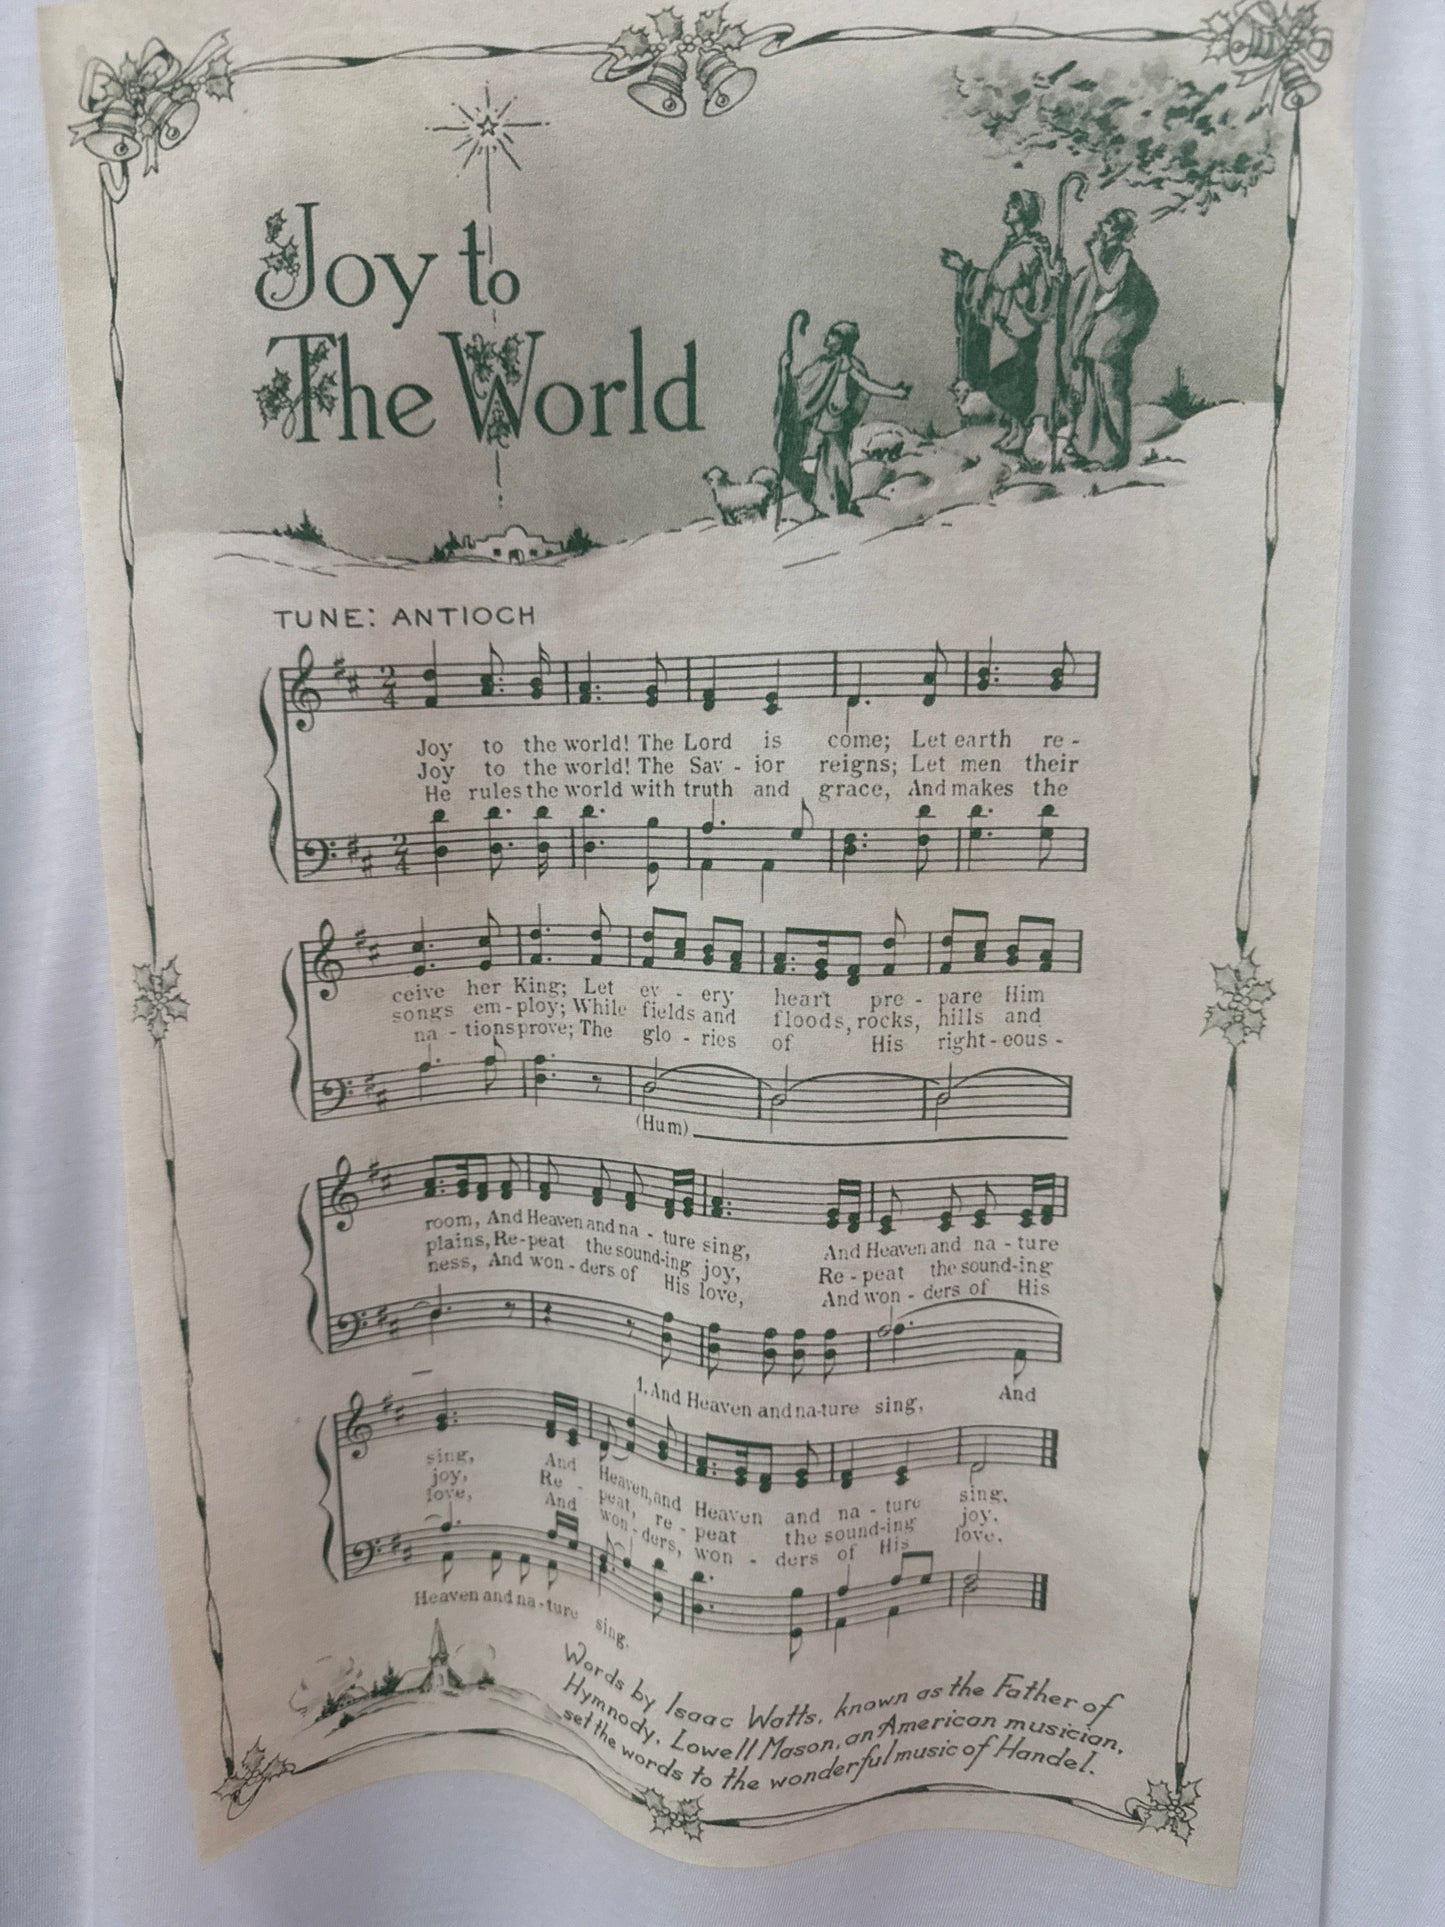 Joy to
The World
TUNE: ANTIOCH
2
4
Joy to the world! The Lord is come; Let earth re-
Joy to the world! The Sav-ior reigns; Let men their
He rules the world with truth and grace, And makes the
2
4
ceive her King; Let ev-ery heart pre-pare Him
songs em-ploy; While fields and floods, rocks, hills and
na-tions prove; The glo-ries of His right-eous-
(Hum)
room, And Heaven and na-ture sing, And Heaven and na-ture
plains, Re-peat the sound-ing joy, Re-peat the sound-ing
ness, And won-ders of His love, And won-ders of His
1. And Heaven and na-ture sing, And
sing, And Heaven, and Heaven and na-ture sing.
joy, Re-peat, re-peat the sound-ing joy.
love, And won-ders, won-ders of His love.
Heaven and na-ture sing.
Words by Isaac Watts, known as the Father of
Hymnody. Lowell Mason, an American musician,
set the words to the wonderful music of Handel.